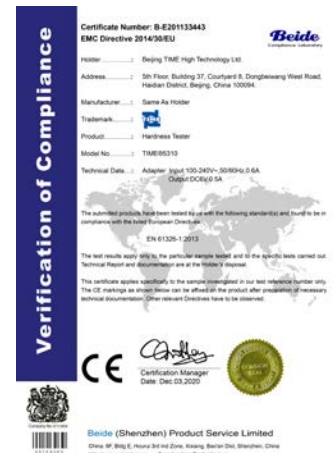 Verification of Compliance
Certificate Number: B-E201133443
EMC Directive 2014/30/EU
Beide
Compliance Laboratory
Holder : Beijing TIME High Technology Ltd.
Address : 5th Floor, Building 37, Courtyard 8, Dongbeiwang West Road,
Haidian District, Beijing, China 100094.
Manufacturer : Same As Holder
Trademark :
Product : Hardness Tester
Model No. : TIME®5310
Technical Data : Adapter Input:100-240V~,50/60Hz,0.6A
Output:DC6V,0.5A
The submitted products have been tested by us with the following standard(s) and found to be in
compliance with the listed European Directives:
EN 61326-1:2013
The test results apply only to the particular sample tested and to the specific tests carried out.
Technical Report and documentation are at the Holder's disposal.
This certificate applies specifically to the sample investigated in our test reference number only.
The CE markings as shown below can be affixed on the product after preparation of necessary
technical documentation. Other relevant Directives have to be observed.
CE
Certification Manager
Date: Dec.03,2020
Beide (Shenzhen) Product Service Limited